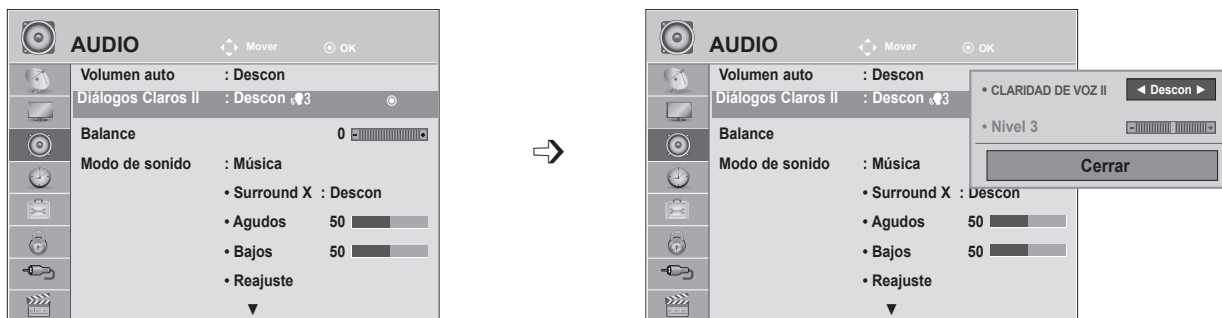 AUDIO Mover OK
Volumen auto : Descon
Diálogos Claros II : Descon 3
Balance 0 - +
Modo de sonido : Música
• Surround X : Descon
• Agudos 50
• Bajos 50
• Reajuste
▼
AUDIO Mover OK
Volumen auto : Descon
Diálogos Claros II : Descon 3
Balance
Modo de sonido : Música
• Surround X : Descon
• Agudos 50
• Bajos 50
• Reajuste
▼
• CLARIDAD DE VOZ II ◄ Descon ►
• Nivel 3 - +
Cerrar